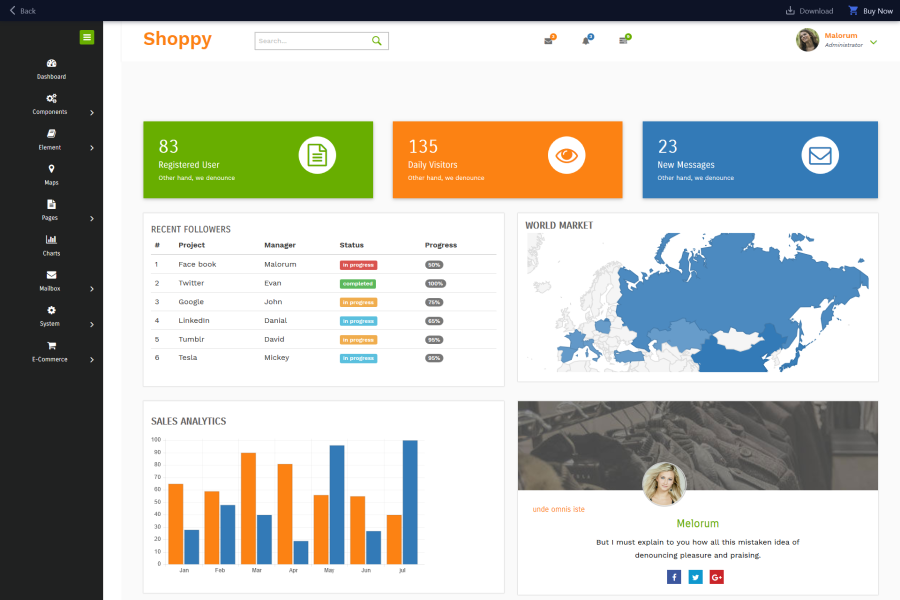 Back
Download
Buy Now
Shoppy
Search...
Malorum
Administrator
Dashboard
Components
Element
Maps
Pages
Charts
Mailbox
System
E-Commerce
83
Registered User
Other hand, we denounce
135
Daily Visitors
Other hand, we denounce
23
New Messages
Other hand, we denounce
RECENT FOLLOWERS
# Project Manager Status Progress
1 Face book Malorum in progress 50%
2 Twitter Evan completed 100%
3 Google John in progress 75%
4 Linkedin Danial in progress 65%
5 Tumblr David in progress 95%
6 Tesla Mickey in progress 95%
WORLD MARKET
SALES ANALYTICS
100
90
80
70
60
50
40
30
20
10
0
Jan Feb Mar Apr May Jun Jul
unde omnis iste
Melorum
But I must explain to you how all this mistaken idea of
denouncing pleasure and praising.